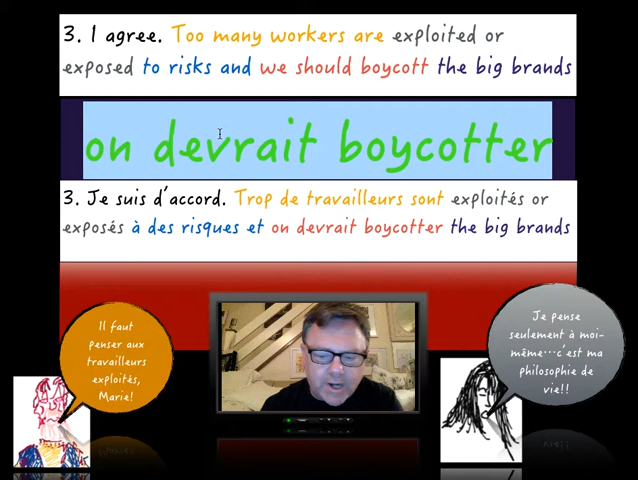 3. I agree. Too many workers are exploited or
exposed to risks and we should boycott the big brands
on devrait boycotter
3. Je suis d'accord. Trop de travailleurs sont exploités or
exposés à des risques et on devrait boycotter the big brands
Il faut
penser aux
travailleurs
exploités,
Marie!
Je pense
seulement à moi-
même...c est ma
philosophie de
vie!!